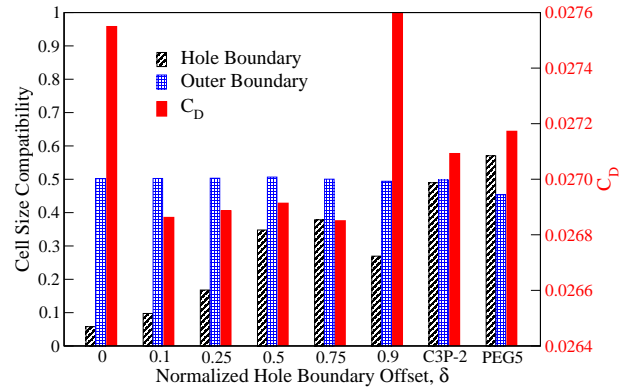 1
0.9
0.8
0.7
0.6
0.5
0.4
0.3
0.2
0.1
0
Cell Size Compatibility
Hole Boundary
Outer Boundary
C_D
0.0276
0.0274
0.0272
0.0270
0.0268
0.0266
0.0264
C_D
0 0.1 0.25 0.5 0.75 0.9 C3P-2 PEG5
Normalized Hole Boundary Offset, δ